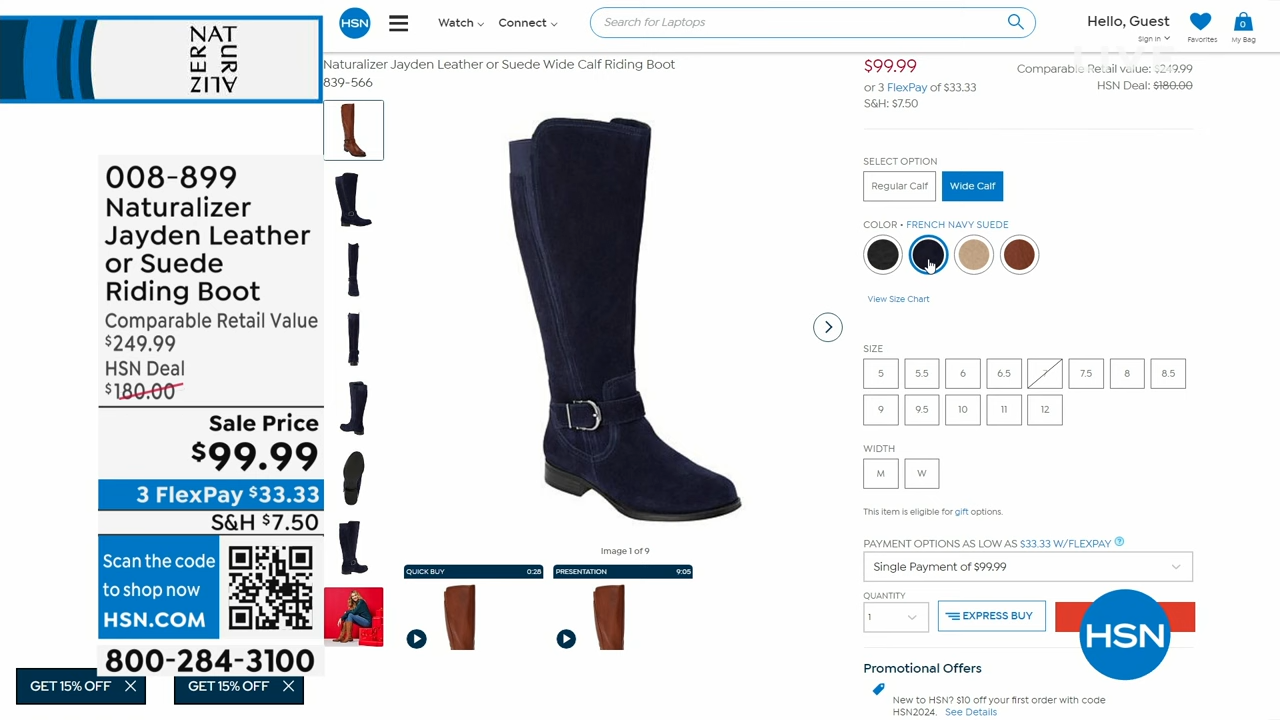 NAT
URAL
IZER
008-899
Naturalizer
Jayden Leather
or Suede
Riding Boot
Comparable Retail Value
$249.99
HSN Deal
$180.00
Sale Price
$99.99
3 FlexPay $33.33
S&H $7.50
Scan the code
to shop now
HSN.COM
800-284-3100
GET 15% OFF
GET 15% OFF
HSN
Watch
Connect
Search for Laptops
Hello, Guest
Sign In
Favorites
0
My Bag
LIVE
Naturalizer Jayden Leather or Suede Wide Calf Riding Boot
839-566
Image 1 of 9
QUICK BUY 0:28
PRESENTATION 9:05
$99.99
Comparable Retail Value: $249.99
or 3 FlexPay of $33.33
HSN Deal: $180.00
S&H: $7.50
SELECT OPTION
Regular Calf Wide Calf
COLOR • FRENCH NAVY SUEDE
View Size Chart
SIZE
5 5.5 6 6.5 7 7.5 8 8.5
9 9.5 10 11 12
WIDTH
M W
This item is eligible for gift options.
PAYMENT OPTIONS AS LOW AS $33.33 W/FLEXPAY ?
Single Payment of $99.99
QUANTITY
1
EXPRESS BUY
HSN
Promotional Offers
New to HSN? $10 off your first order with code
HSN2024. See Details